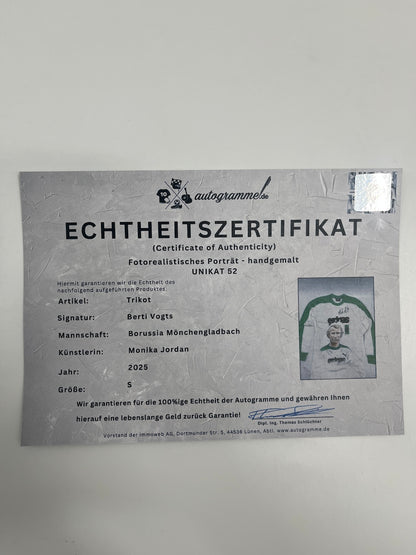 autogramme.de
ECHTHEITSZERTIFIKAT
(Certificate of Authenticity)
Fotorealistisches Porträt - handgemalt
UNIKAT 52
Hiermit garantieren wir die Echtheit des
nachfolgend aufgeführten Produktes.
Artikel: Trikot
Signatur: Berti Vogts
Mannschaft: Borussia Mönchengladbach
Künstlerin: Monika Jordan
Jahr: 2025
Größe: S
Wir garantieren für die 100%ige Echtheit der Autogramme und gewähren Ihnen
hierauf eine lebenslange Geld zurück Garantie!
Dipl. Ing. Thomas Schlüchter
Vorstand der Immoweb AG, Dortmunder Str. 5, 44536 Lünen, Abtl. www.autogramme.de